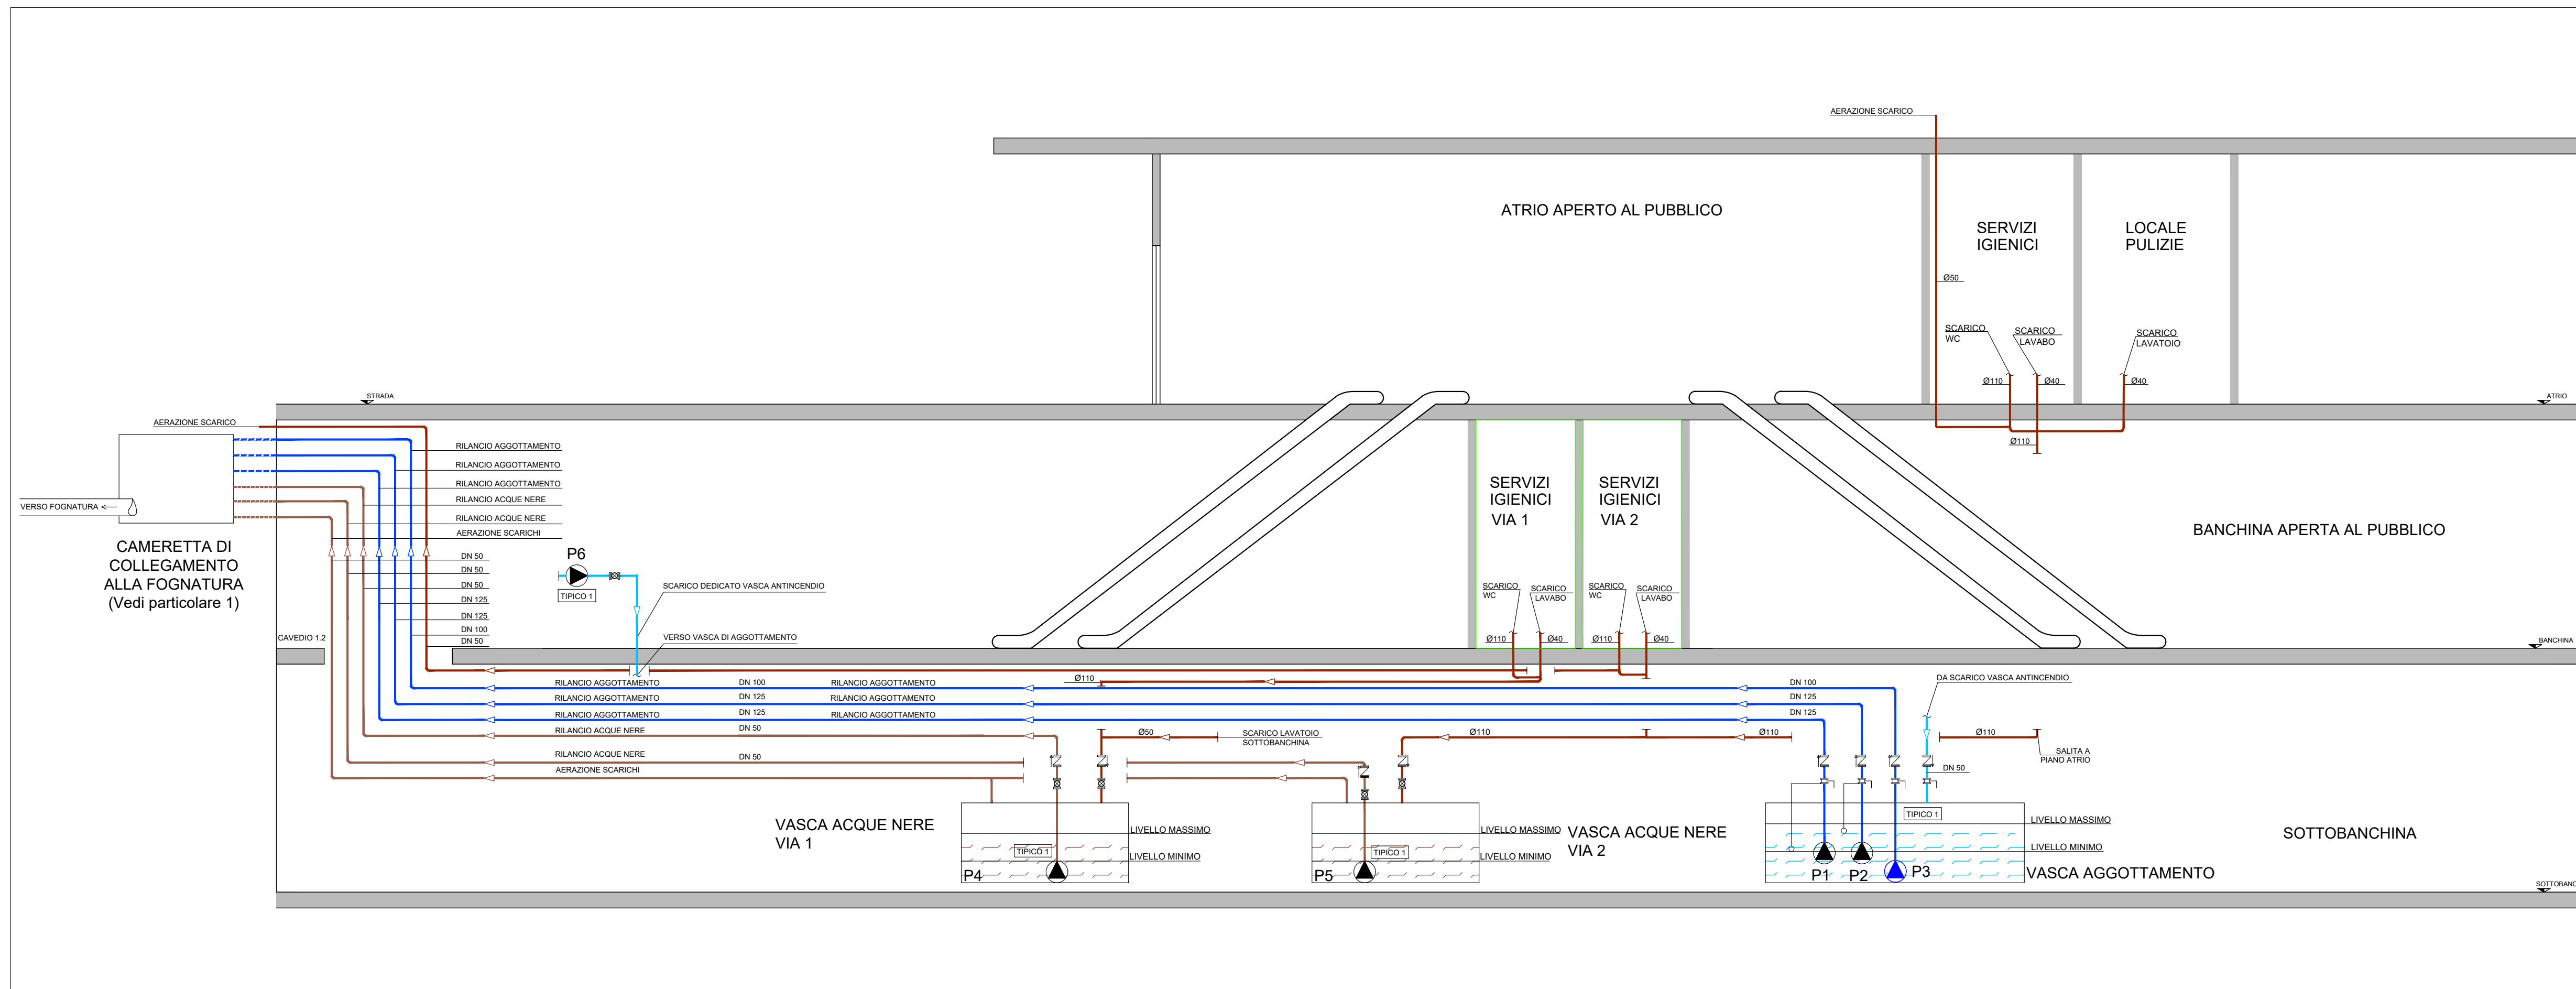 AERAZIONE SCARICO
ATRIO APERTO AL PUBBLICO
SERVIZI
IGIENICI
LOCALE
PULIZIE
Ø50
SCARICO
WC
SCARICO
LAVABO
SCARICO
LAVATOIO
Ø110
Ø40
Ø40
STRADA
ATRIO
AERAZIONE SCARICO
Ø110
RILANCIO AGGOTTAMENTO
RILANCIO AGGOTTAMENTO
RILANCIO AGGOTTAMENTO
RILANCIO ACQUE NERE
RILANCIO ACQUE NERE
AERAZIONE SCARICHI
VERSO FOGNATURA
CAMERETTA DI
COLLEGAMENTO
ALLA FOGNATURA
(Vedi particolare 1)
SERVIZI
IGIENICI
VIA 1
SERVIZI
IGIENICI
VIA 2
BANCHINA APERTA AL PUBBLICO
DN 50
DN 50
DN 50
DN 125
DN 125
DN 100
DN 50
P6
TIPICO 1
SCARICO DEDICATO VASCA ANTINCENDIO
VERSO VASCA DI AGGOTTAMENTO
CAVEDIO 1.2
SCARICO
WC
SCARICO
LAVABO
SCARICO
WC
SCARICO
LAVABO
Ø110
Ø40
Ø110
Ø40
BANCHINA
Ø110
RILANCIO AGGOTTAMENTO
DN 100
RILANCIO AGGOTTAMENTO
DN 100
RILANCIO AGGOTTAMENTO
DN 125
RILANCIO AGGOTTAMENTO
DN 125
RILANCIO AGGOTTAMENTO
DN 125
RILANCIO AGGOTTAMENTO
DN 125
RILANCIO ACQUE NERE
DN 50
RILANCIO ACQUE NERE
DN 50
AERAZIONE SCARICHI
Ø50
SCARICO LAVATOIO
SOTTOBANCHINA
Ø110
Ø110
DA SCARICO VASCA ANTINCENDIO
Ø110
SALITA A
PIANO ATRIO
DN 50
VASCA ACQUE NERE
VIA 1
LIVELLO MASSIMO
TIPICO 1
LIVELLO MINIMO
P4
LIVELLO MASSIMO
TIPICO 1
LIVELLO MINIMO
P5
VASCA ACQUE NERE
VIA 2
TIPICO 1
LIVELLO MASSIMO
LIVELLO MINIMO
P1
P2
P3
VASCA AGGOTTAMENTO
SOTTOBANCHINA
SOTTOBANC